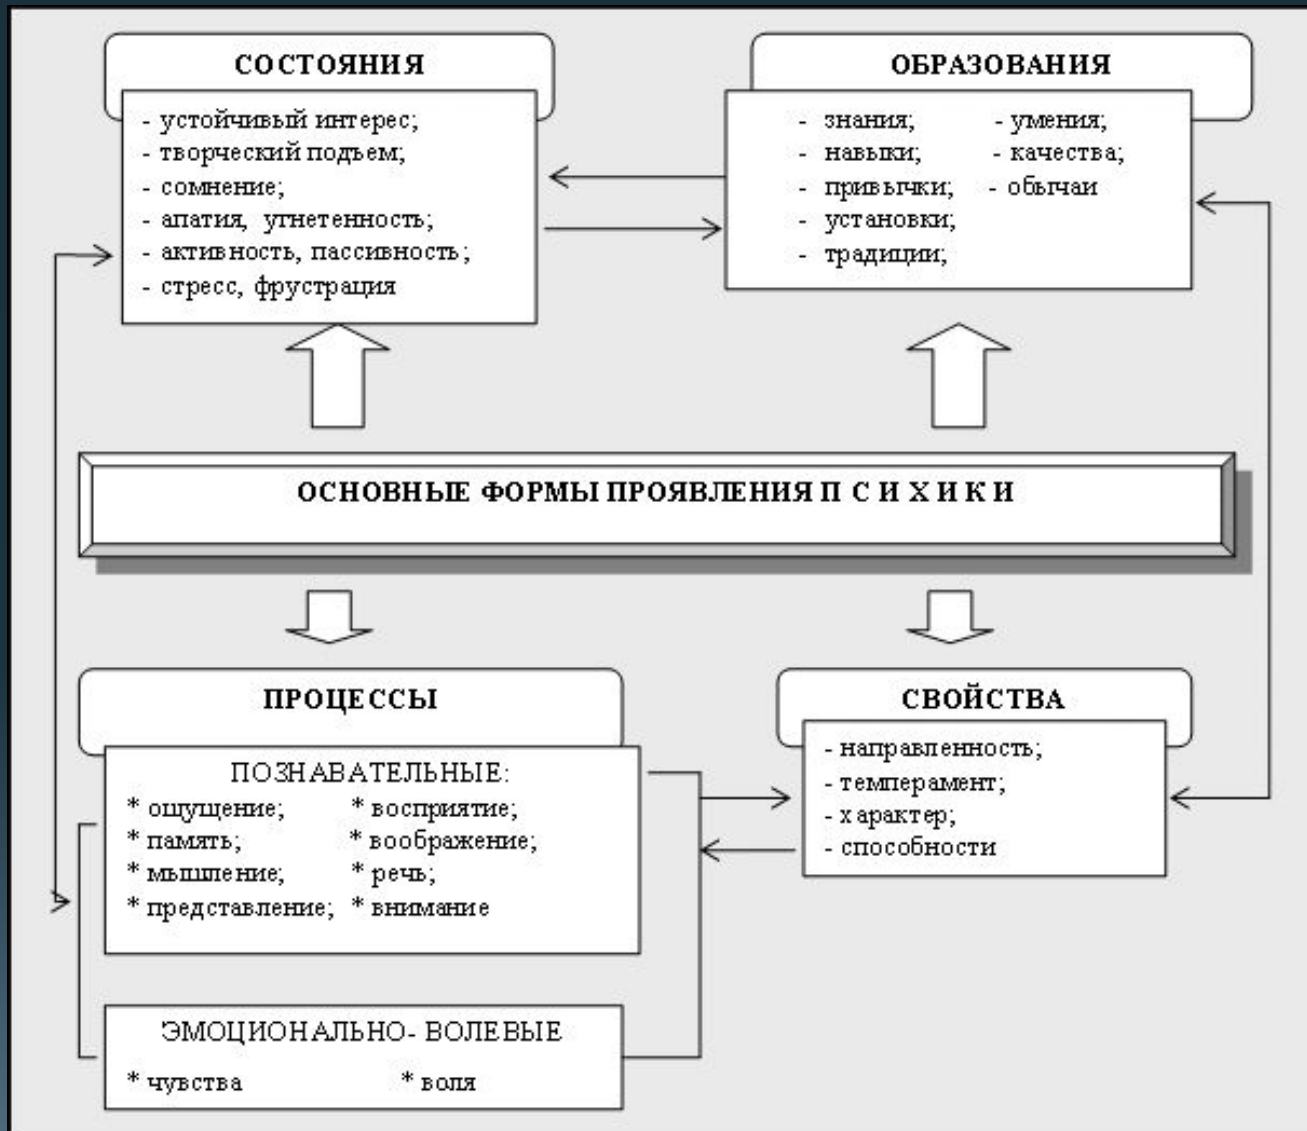 СОСТОЯНИЯ
- устойчивый интерес;
- творческий подъем;
- сомнение;
- апатия, угнетенность;
- активность, пассивность;
- стресс, фрустрация
ОБРАЗОВАНИЯ
- знания; - умения;
- навыки; - качества;
- привычки; - обычаи
- установки;
- традиции;
ОСНОВНЫЕ ФОРМЫ ПРОЯВЛЕНИЯ П С И Х И К И
ПРОЦЕССЫ
ПОЗНАВАТЕЛЬНЫЕ:
* ощущение; * восприятие;
* память; * воображение;
* мышление; * речь;
* представление; * внимание
ЭМОЦИОНАЛЬНО- ВОЛЕВЫЕ
* чувства * воля
СВОЙСТВА
- направленность;
- темперамент;
- характер;
- способности